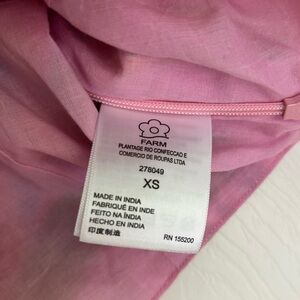 FARM
PLANTAGE RIO CONFECCAO E
COMERCIO DE ROUPAS LTDA
278049
XS
MADE IN INDIA
FABRIQUÉ EN INDE
FEITO NA ÍNDIA
HECHO EN INDIA
印度制造
RN 155200